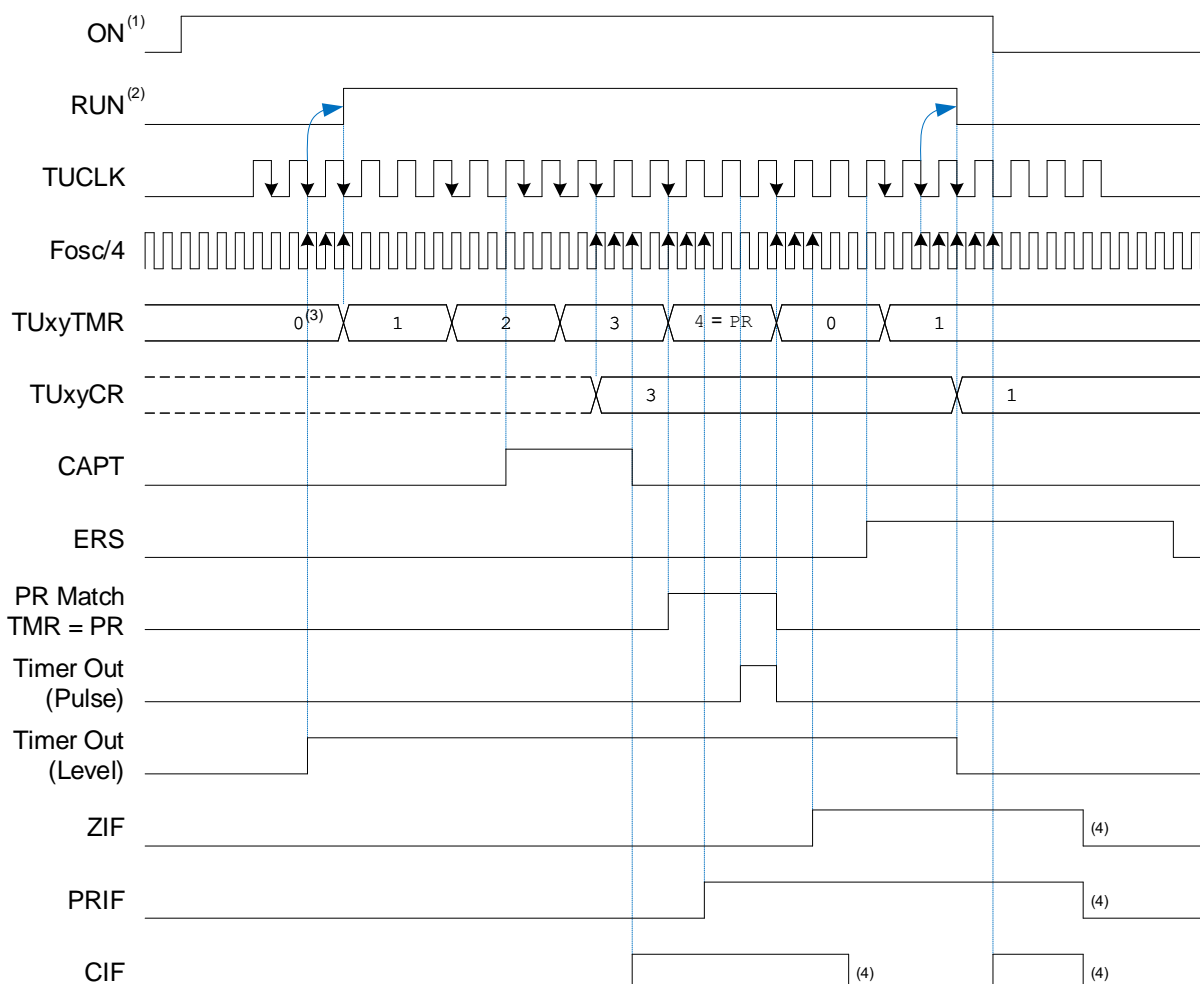 ON(1)
RUN(2)
TUCLK
Fosc/4
TUxyTMR 0(3) 1 2 3 4 = PR 0 1
TUxyCR 3 1
CAPT
ERS
PR Match
TMR = PR
Timer Out
(Pulse)
Timer Out
(Level)
ZIF (4)
PRIF (4)
CIF (4) (4)